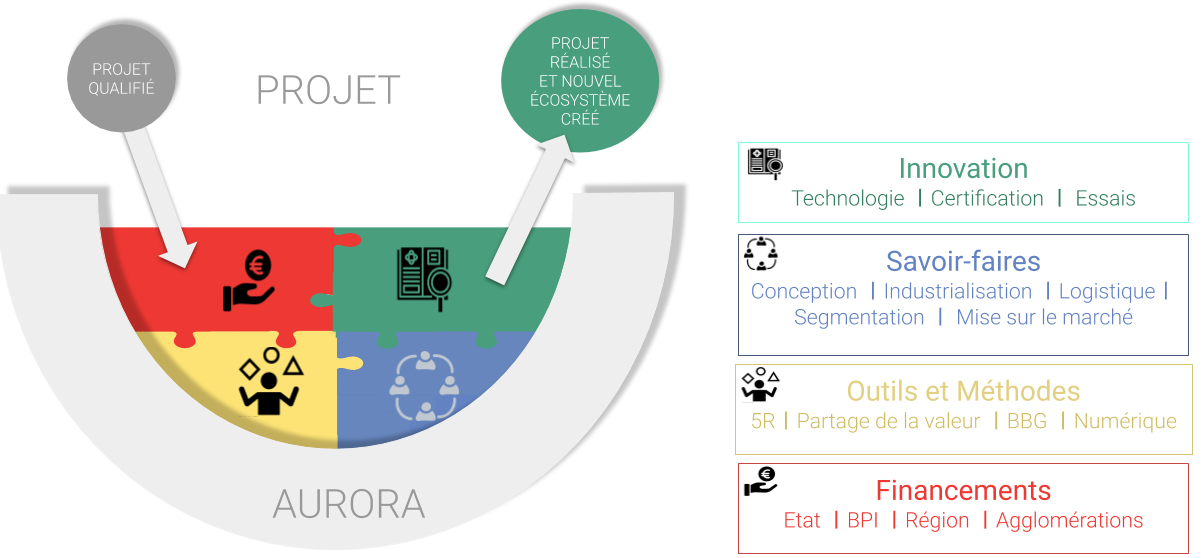 PROJET
QUALIFIÉ
PROJET
PROJET
RÉALISÉ
ET NOUVEL
ÉCOSYSTÈME
CRÉÉ
AURORA
Innovation
Technologie | Certification | Essais
Savoir-faires
Conception | Industrialisation | Logistique |
Segmentation | Mise sur le marché
Outils et Méthodes
5R | Partage de la valeur | BBG | Numérique
Financements
Etat | BPI | Région | Agglomérations